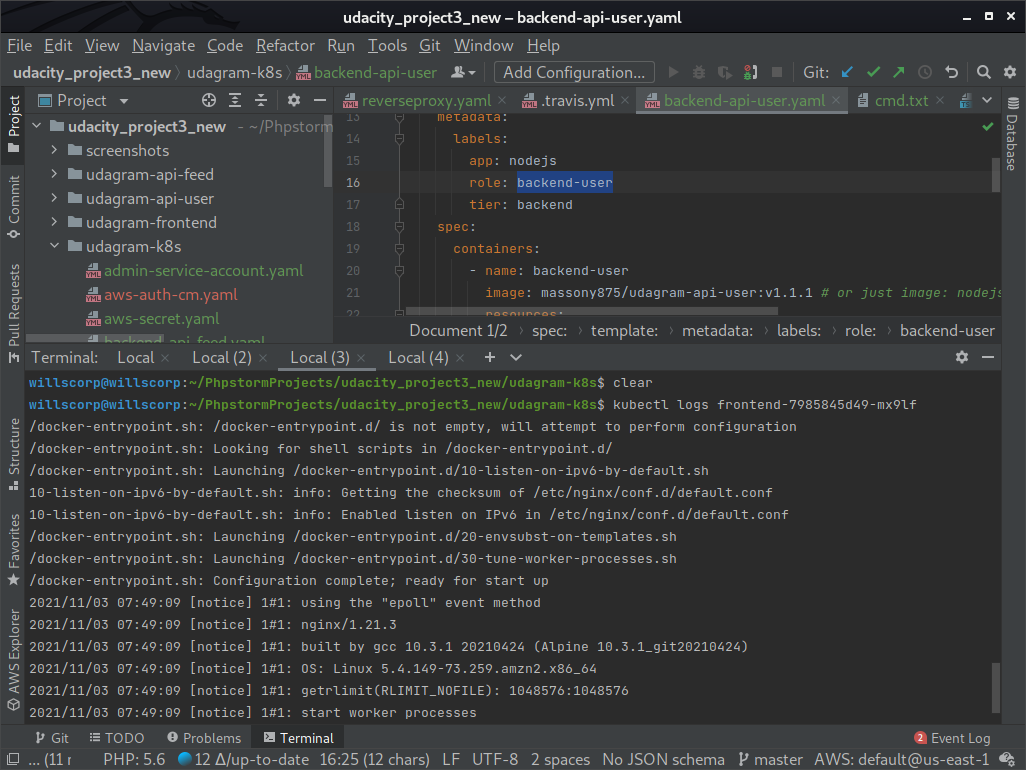 udacity_project3_new – backend-api-user.yaml
File Edit View Navigate Code Refactor Run Tools Git Window Help
udacity_project3_new udagram-k8s backend-api-user Add Configuration... Git:
Project reverseproxy.yaml .travis.yml backend-api-user.yaml cmd.txt
Project
Commit
Pull Requests
Structure
Favorites
AWS Explorer
Database
udacity_project3_new - ~/Phpstorm
screenshots
udagram-api-feed
udagram-api-user
udagram-frontend
udagram-k8s
admin-service-account.yaml
aws-auth-cm.yaml
aws-secret.yaml
backend-api-feed.yaml
13 metadata:
14 labels:
15 app: nodejs
16 role: backend-user
17 tier: backend
18 spec:
19 containers:
20 - name: backend-user
21 image: massony875/udagram-api-user:v1.1.1 # or just image: nodejs
22 resources:
Document 1/2 › spec: › template: › metadata: › labels: › role: › backend-user
Terminal: Local × Local (2) × Local (3) × Local (4) × +
willscorp@willscorp:~/PhpstormProjects/udacity_project3_new/udagram-k8s$ clear
willscorp@willscorp:~/PhpstormProjects/udacity_project3_new/udagram-k8s$ kubectl logs frontend-7985845d49-mx9lf
/docker-entrypoint.sh: /docker-entrypoint.d/ is not empty, will attempt to perform configuration
/docker-entrypoint.sh: Looking for shell scripts in /docker-entrypoint.d/
/docker-entrypoint.sh: Launching /docker-entrypoint.d/10-listen-on-ipv6-by-default.sh
10-listen-on-ipv6-by-default.sh: info: Getting the checksum of /etc/nginx/conf.d/default.conf
10-listen-on-ipv6-by-default.sh: info: Enabled listen on IPv6 in /etc/nginx/conf.d/default.conf
/docker-entrypoint.sh: Launching /docker-entrypoint.d/20-envsubst-on-templates.sh
/docker-entrypoint.sh: Launching /docker-entrypoint.d/30-tune-worker-processes.sh
/docker-entrypoint.sh: Configuration complete; ready for start up
2021/11/03 07:49:09 [notice] 1#1: using the "epoll" event method
2021/11/03 07:49:09 [notice] 1#1: nginx/1.21.3
2021/11/03 07:49:09 [notice] 1#1: built by gcc 10.3.1 20210424 (Alpine 10.3.1_git20210424)
2021/11/03 07:49:09 [notice] 1#1: OS: Linux 5.4.149-73.259.amzn2.x86_64
2021/11/03 07:49:09 [notice] 1#1: getrlimit(RLIMIT_NOFILE): 1048576:1048576
2021/11/03 07:49:09 [notice] 1#1: start worker processes
Git TODO Problems Terminal 2 Event Log
... (11 PHP: 5.6 12 Δ/up-to-date 16:25 (12 chars) LF UTF-8 2 spaces No JSON schema master AWS: default@us-east-1